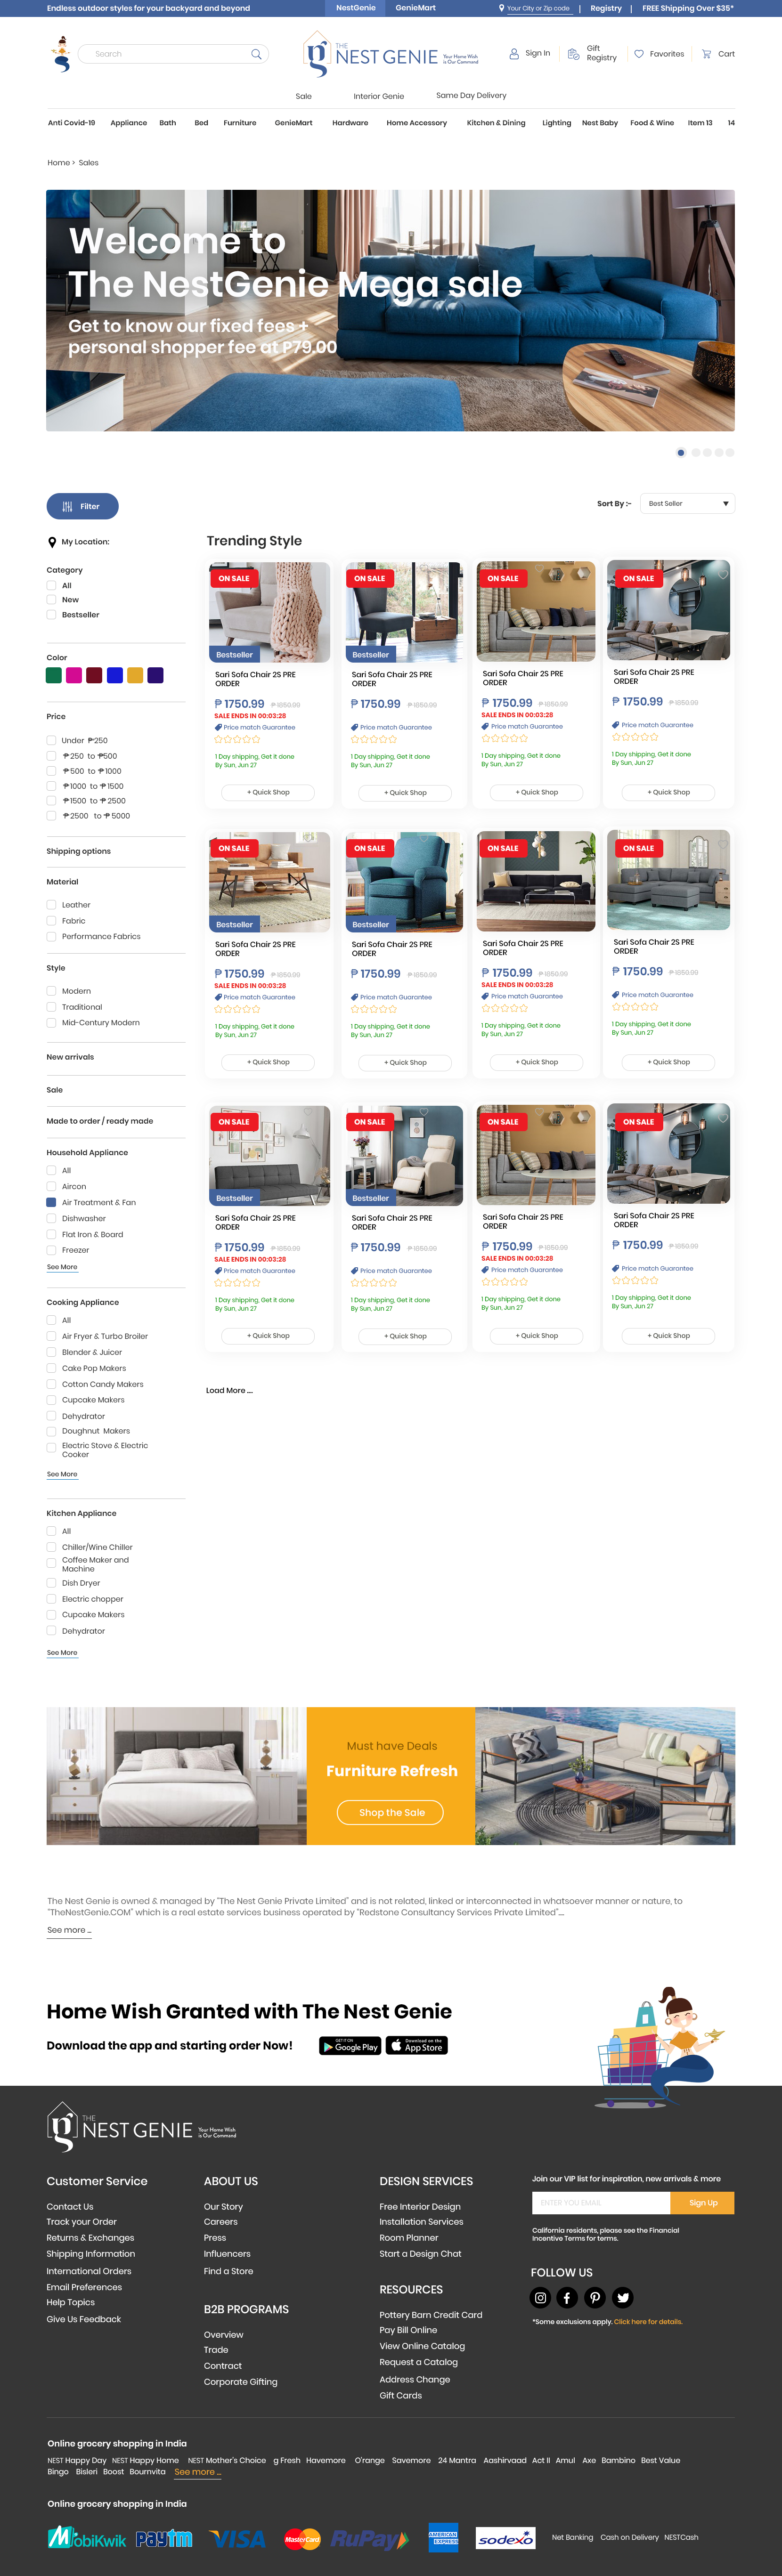 Endless outdoor styles for your backyard and beyond
NestGenie
GenieMart
Your City or Zip code
|
Registry
|
FREE Shipping Over $35*
Search
THE
NEST GENIE
Your Home Wish
is Our Command
Sign In
Gift
Registry
Favorites
Cart
Sale
Interior Genie
Same Day Delivery
Anti Covid-19
Appliance
Bath
Bed
Furniture
GenieMart
Hardware
Home Accessory
Kitchen & Dining
Lighting
Nest Baby
Food & Wine
Item 13
14
Home > Sales
Welcome to
The NestGenie Mega sale
Get to know our fixed fees +
personal shopper fee at P79.00
Filter
Sort By :-
Best Seller
My Location:
Category
All
New
Bestseller
Color
Price
Under ₱250
₱250 to ₱500
₱500 to ₱1000
₱1000 to ₱1500
₱1500 to ₱2500
₱2500 to ₱5000
Shipping options
Material
Leather
Fabric
Performance Fabrics
Style
Modern
Traditional
Mid-Century Modern
New arrivals
Sale
Made to order / ready made
Household Appliance
All
Aircon
Air Treatment & Fan
Dishwasher
Flat Iron & Board
Freezer
See More
Cooking Appliance
All
Air Fryer & Turbo Broiler
Blender & Juicer
Cake Pop Makers
Cotton Candy Makers
Cupcake Makers
Dehydrator
Doughnut Makers
Electric Stove & Electric
Cooker
See More
Kitchen Appliance
All
Chiller/Wine Chiller
Coffee Maker and
Machine
Dish Dryer
Electric chopper
Cupcake Makers
Dehydrator
See More
Trending Style
ON SALE
Bestseller
Sari Sofa Chair 2S PRE
ORDER
₱ 1750.99 ₱ 1850.99
SALE ENDS IN 00:03:28
Price match Guarantee
1 Day shipping, Get it done
By Sun, Jun 27
+ Quick Shop
ON SALE
Bestseller
Sari Sofa Chair 2S PRE
ORDER
₱ 1750.99 ₱ 1850.99
Price match Guarantee
1 Day shipping, Get it done
By Sun, Jun 27
+ Quick Shop
ON SALE
Sari Sofa Chair 2S PRE
ORDER
₱ 1750.99 ₱ 1850.99
SALE ENDS IN 00:03:28
Price match Guarantee
1 Day shipping, Get it done
By Sun, Jun 27
+ Quick Shop
ON SALE
Sari Sofa Chair 2S PRE
ORDER
₱ 1750.99 ₱ 1850.99
Price match Guarantee
1 Day shipping, Get it done
By Sun, Jun 27
+ Quick Shop
ON SALE
Bestseller
Sari Sofa Chair 2S PRE
ORDER
₱ 1750.99 ₱ 1850.99
SALE ENDS IN 00:03:28
Price match Guarantee
1 Day shipping, Get it done
By Sun, Jun 27
+ Quick Shop
ON SALE
Bestseller
Sari Sofa Chair 2S PRE
ORDER
₱ 1750.99 ₱ 1850.99
Price match Guarantee
1 Day shipping, Get it done
By Sun, Jun 27
+ Quick Shop
ON SALE
Sari Sofa Chair 2S PRE
ORDER
₱ 1750.99 ₱ 1850.99
SALE ENDS IN 00:03:28
Price match Guarantee
1 Day shipping, Get it done
By Sun, Jun 27
+ Quick Shop
ON SALE
Sari Sofa Chair 2S PRE
ORDER
₱ 1750.99 ₱ 1850.99
Price match Guarantee
1 Day shipping, Get it done
By Sun, Jun 27
+ Quick Shop
ON SALE
Bestseller
Sari Sofa Chair 2S PRE
ORDER
₱ 1750.99 ₱ 1850.99
SALE ENDS IN 00:03:28
Price match Guarantee
1 Day shipping, Get it done
By Sun, Jun 27
+ Quick Shop
ON SALE
Bestseller
Sari Sofa Chair 2S PRE
ORDER
₱ 1750.99 ₱ 1850.99
Price match Guarantee
1 Day shipping, Get it done
By Sun, Jun 27
+ Quick Shop
ON SALE
Sari Sofa Chair 2S PRE
ORDER
₱ 1750.99 ₱ 1850.99
SALE ENDS IN 00:03:28
Price match Guarantee
1 Day shipping, Get it done
By Sun, Jun 27
+ Quick Shop
ON SALE
Sari Sofa Chair 2S PRE
ORDER
₱ 1750.99 ₱ 1850.99
Price match Guarantee
1 Day shipping, Get it done
By Sun, Jun 27
+ Quick Shop
Load More ....
Must have Deals
Furniture Refresh
Shop the Sale
The Nest Genie is owned & managed by "The Nest Genie Private Limited" and is not related, linked or interconnected in whatsoever manner or nature, to
"TheNestGenie.COM" which is a real estate services business operated by "Redstone Consultancy Services Private Limited"....
See more ...
Home Wish Granted with The Nest Genie
Download the app and starting order Now!
GET IT ON
Google Play
Download on the
App Store
THE
NEST GENIE
Your Home Wish
is Our Command
Customer Service
Contact Us
Track your Order
Returns & Exchanges
Shipping Information
International Orders
Email Preferences
Help Topics
Give Us Feedback
ABOUT US
Our Story
Careers
Press
Influencers
Find a Store
B2B PROGRAMS
Overview
Trade
Contract
Corporate Gifting
DESIGN SERVICES
Free Interior Design
Installation Services
Room Planner
Start a Design Chat
RESOURCES
Pottery Barn Credit Card
Pay Bill Online
View Online Catalog
Request a Catalog
Address Change
Gift Cards
Join our VIP list for inspiration, new arrivals & more
ENTER YOU EMAIL
Sign Up
California residents, please see the Financial
Incentive Terms for terms.
FOLLOW US
*Some exclusions apply. Click here for details.
Online grocery shopping in India
NEST Happy Day NEST Happy Home NEST Mother's Choice g Fresh Havemore O'range Savemore 24 Mantra Aashirvaad Act II Amul Axe Bambino Best Value
Bingo Bisleri Boost Bournvita See more ...
Online grocery shopping in India
MobiKwik
Paytm
VISA
MasterCard
RuPay
AMERICAN
EXPRESS
sodexo
Net Banking
Cash on Delivery
NESTCash